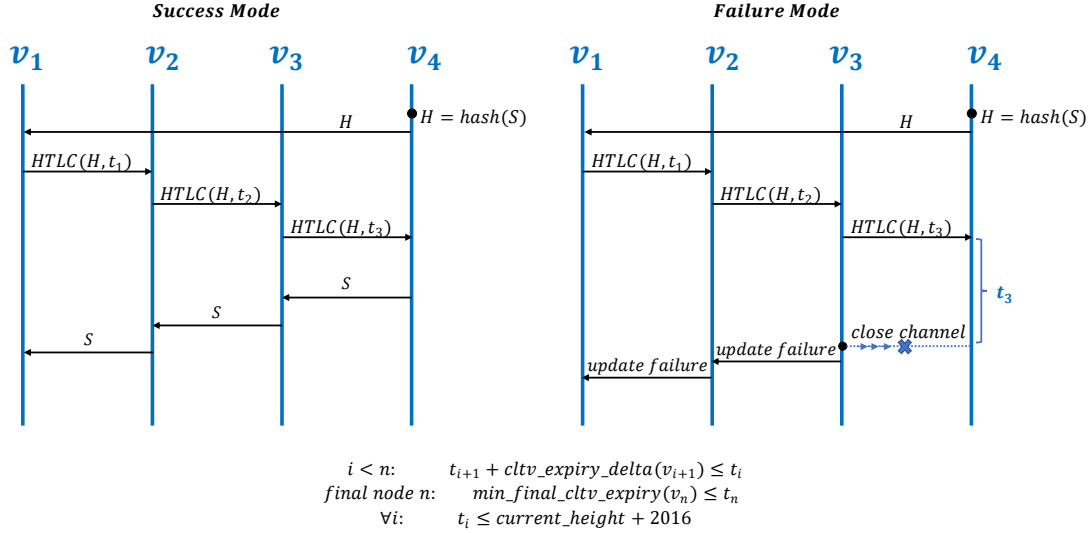 Success Mode
v₁ v₂ v₃ v₄
H = hash(S)
H
HTLC(H, t₁)
HTLC(H, t₂)
HTLC(H, t₃)
S
S
S
Failure Mode
v₁ v₂ v₃ v₄
H = hash(S)
H
HTLC(H, t₁)
HTLC(H, t₂)
HTLC(H, t₃)
t₃
close channel
update failure
update failure
i < n: tᵢ₊₁ + cltv_expiry_delta(vᵢ₊₁) ≤ tᵢ
final node n: min_final_cltv_expiry(vₙ) ≤ tₙ
∀i: tᵢ ≤ current_height + 2016